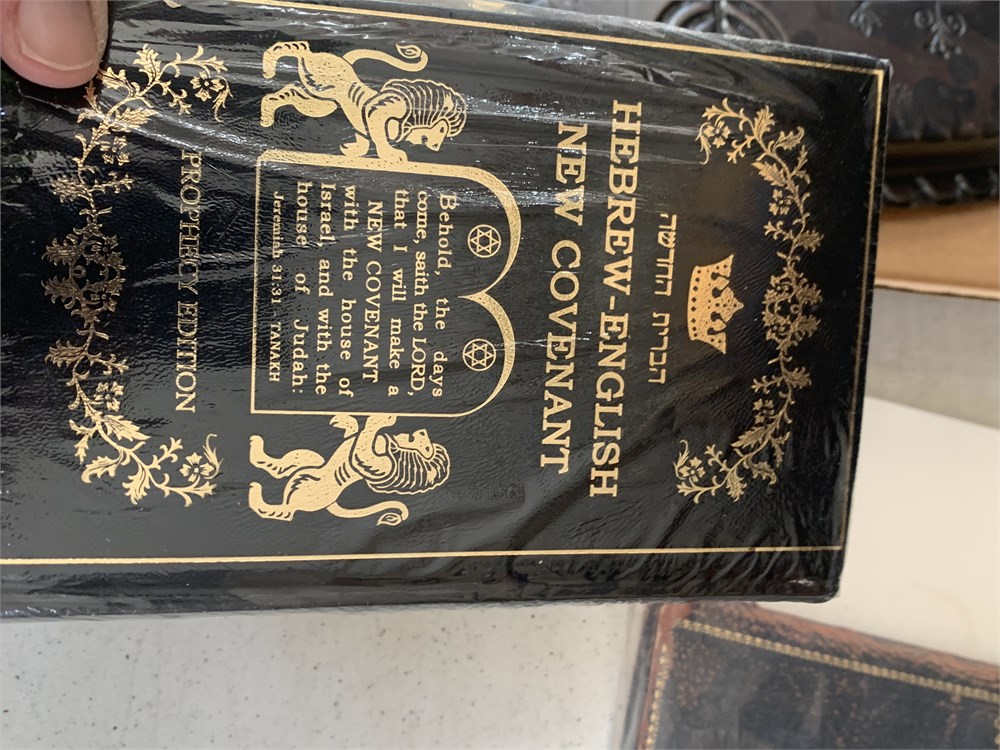 הברית החדשה
HEBREW-ENGLISH
NEW COVENANT
Behold, the days
come, saith the LORD,
that I will make a
NEW COVENANT
with the house of
Israel, and with the
house of Judah:
Jeremiah 31:31 - TANAKH
PROPHECY EDITION